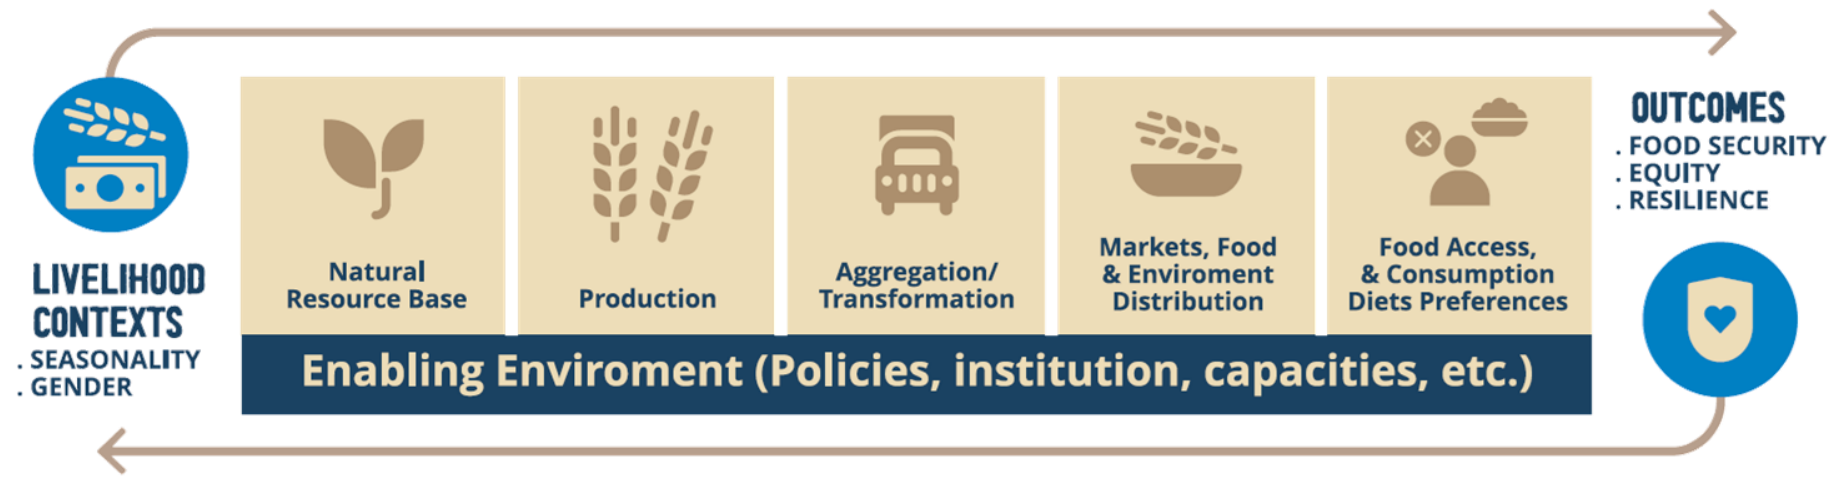 LIVELIHOOD
CONTEXTS
. SEASONALITY
. GENDER
Natural
Resource Base
Production
Aggregation/
Transformation
Markets, Food
& Enviroment
Distribution
Food Access,
& Consumption
Diets Preferences
Enabling Enviroment (Policies, institution, capacities, etc.)
OUTCOMES
. FOOD SECURITY
. EQUITY
. RESILIENCE